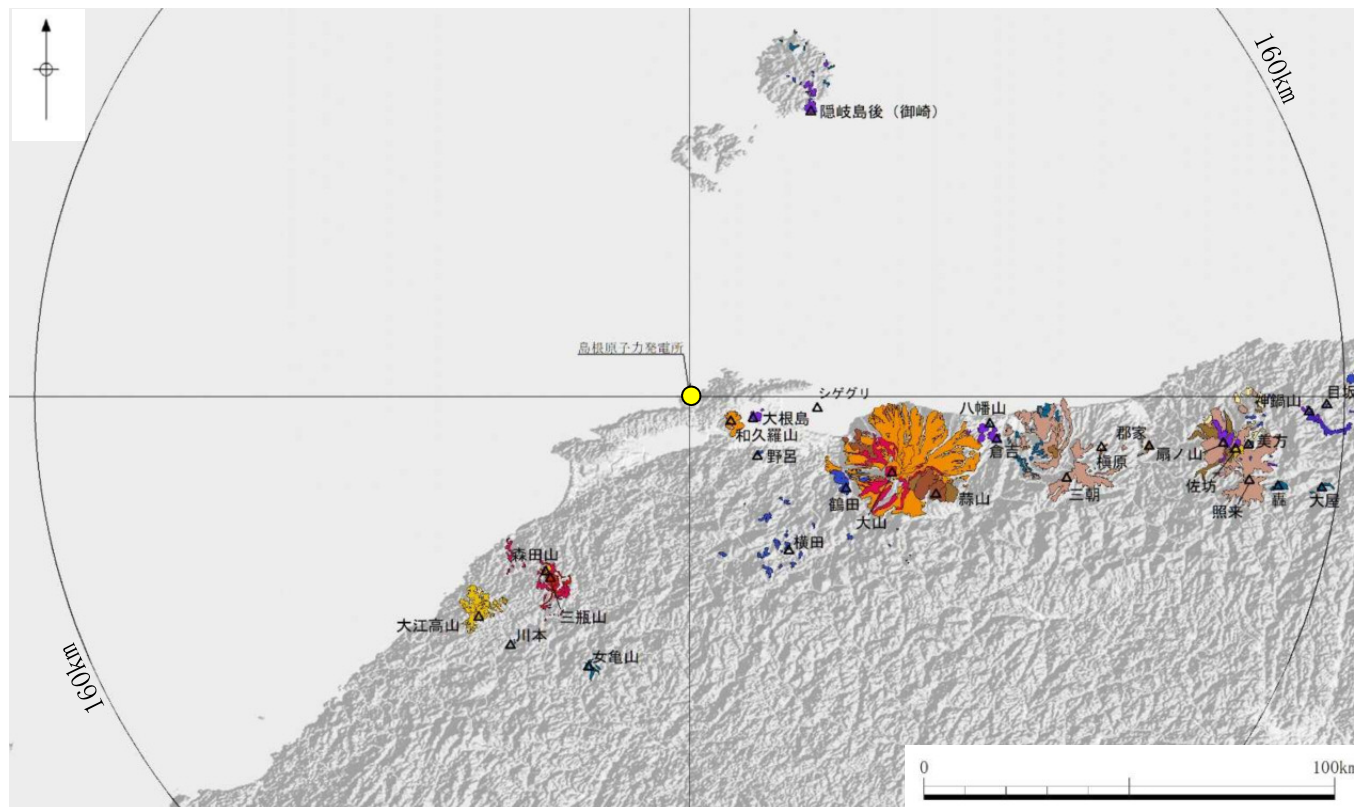 160km
隠岐島後（御崎）
島根原子力発電所
シゲグリ
大根島
和久羅山
野呂
八幡山
倉吉
鶴田
大山
蒜山
三朝
槇原
郡家
扇ノ山
佐坊
照来
美方
神鍋山
目坂
轟
大屋
横田
森田山
三瓶山
大江高山
川本
女亀山
160km
0
100km